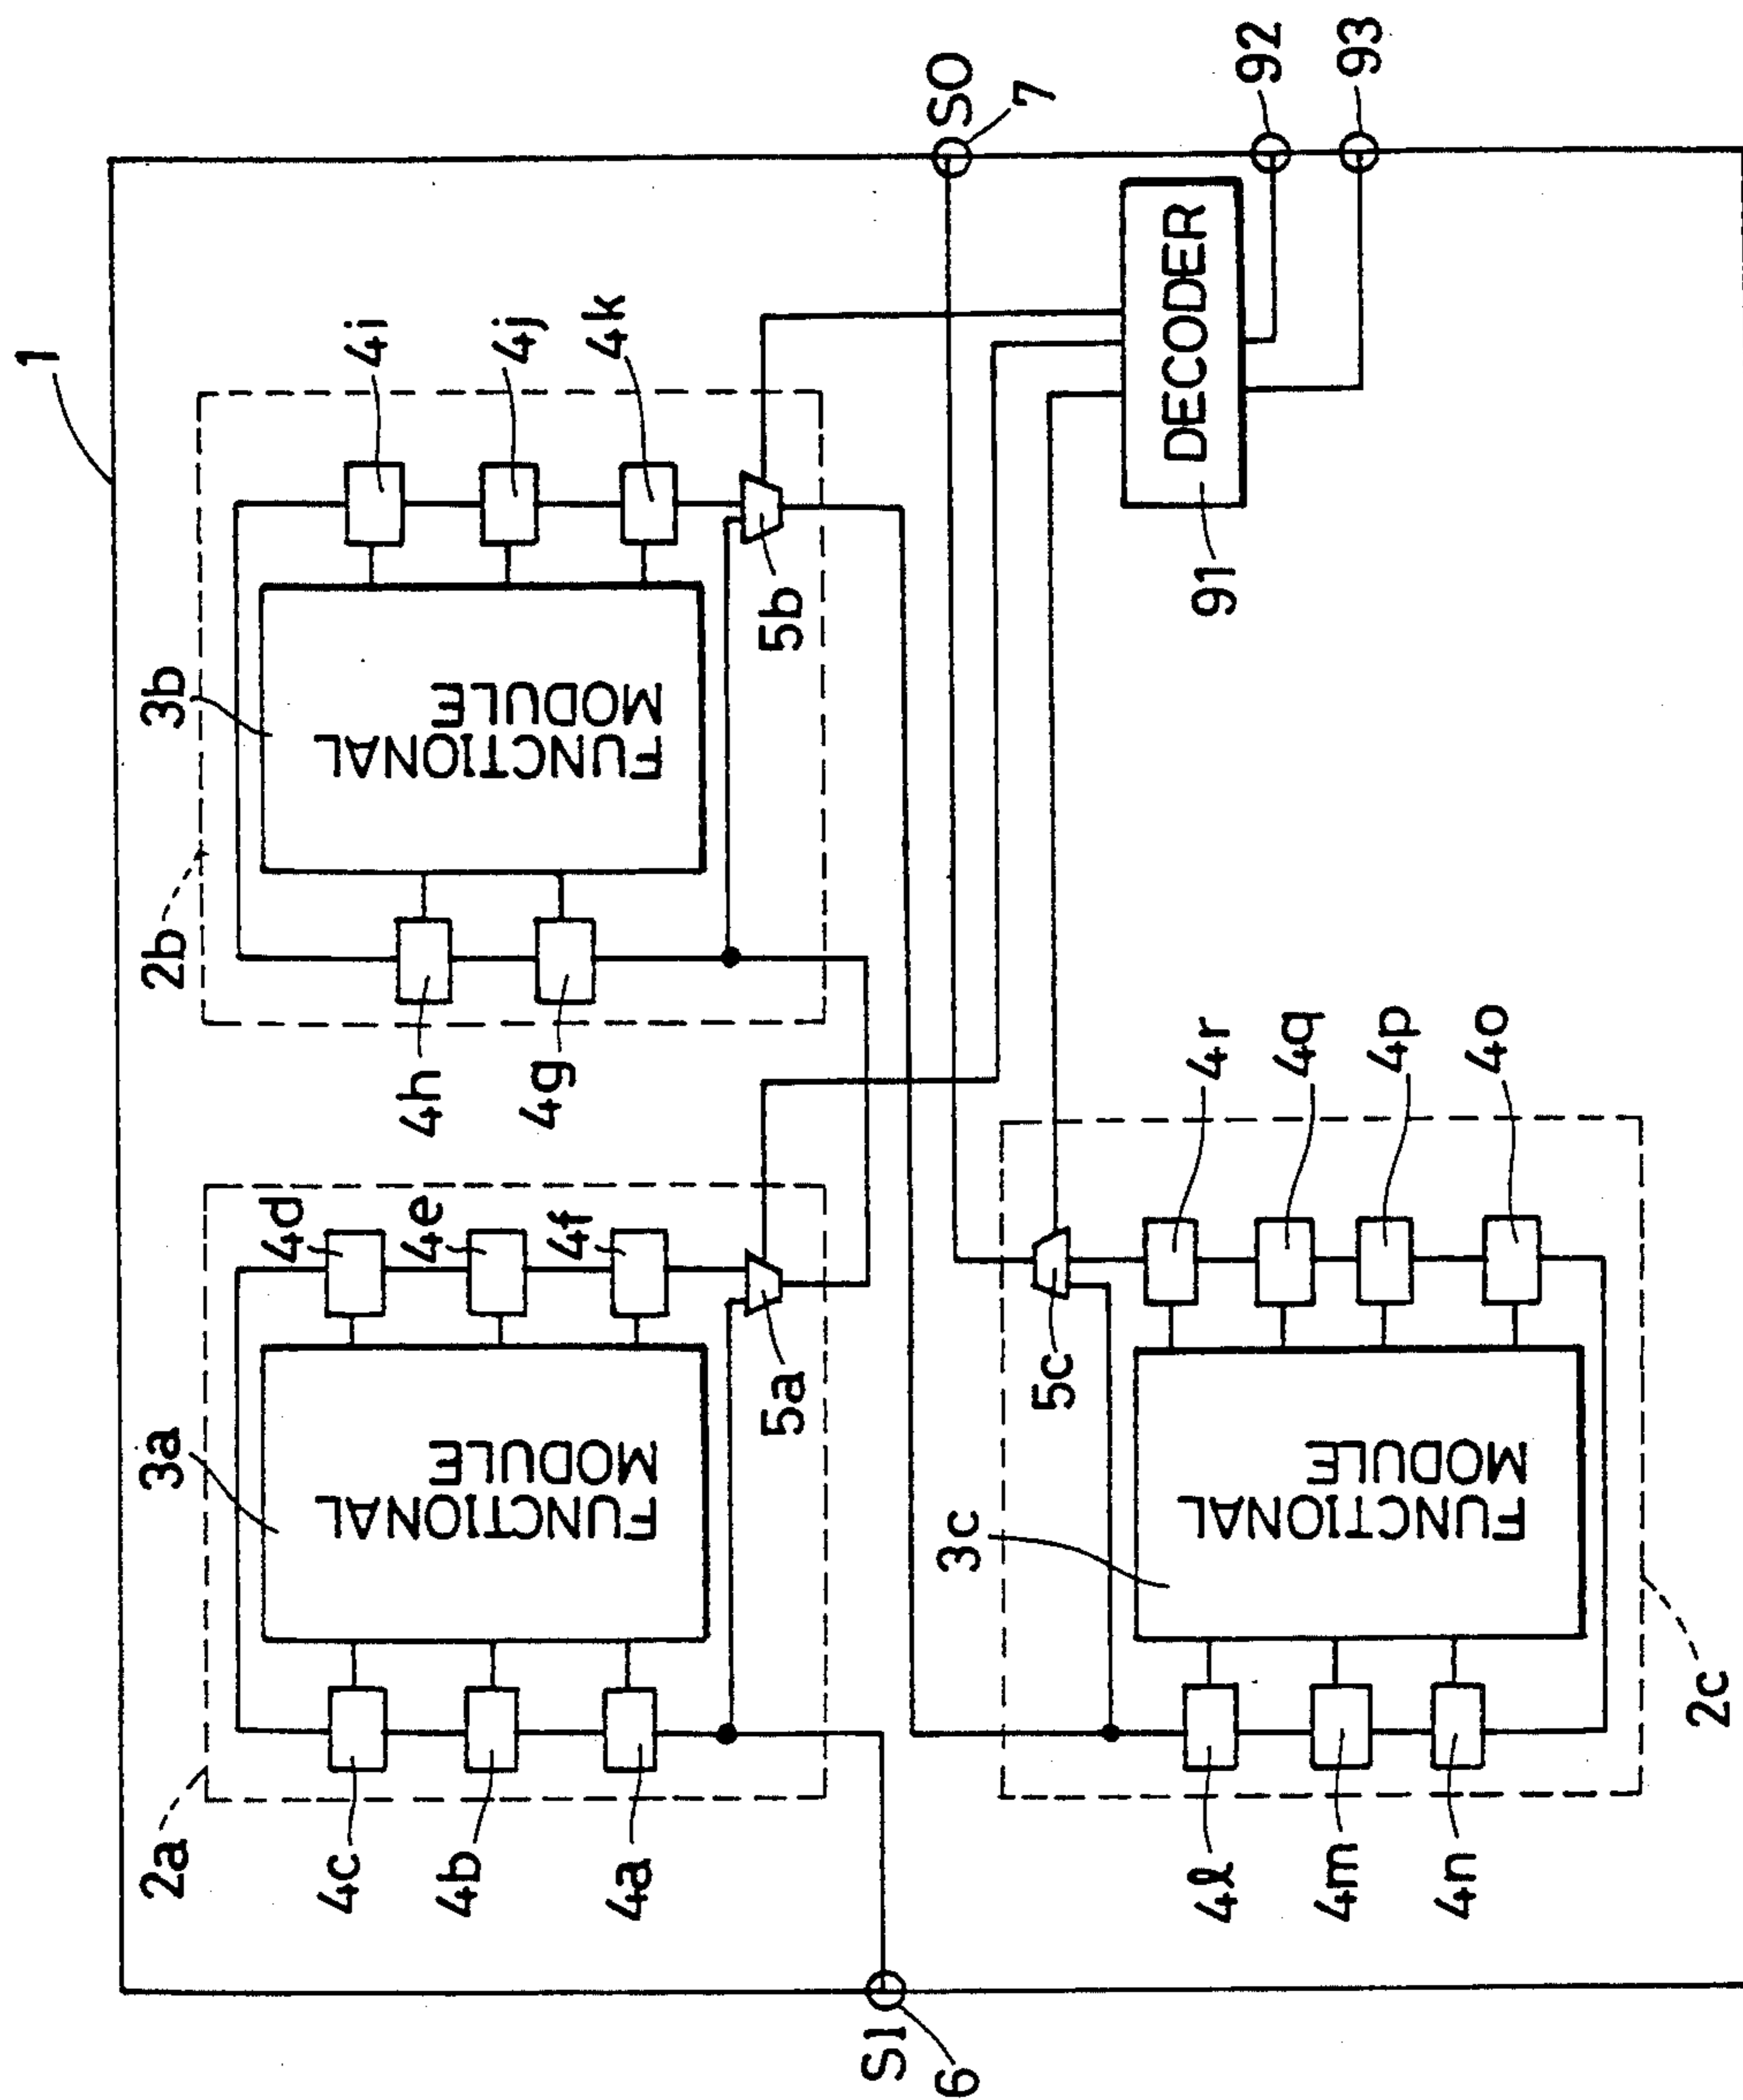 1
2a
3a
4c
4b
4a
4d
4e
4f
5a
FUNCTIONAL
MODULE
2b
3b
4h
4g
4i
4j
4k
5b
FUNCTIONAL
MODULE
SI
6
SO
7
2c
3c
4ℓ
4m
4n
4r
4q
4p
4o
5c
FUNCTIONAL
MODULE
DECODER
91
92
93